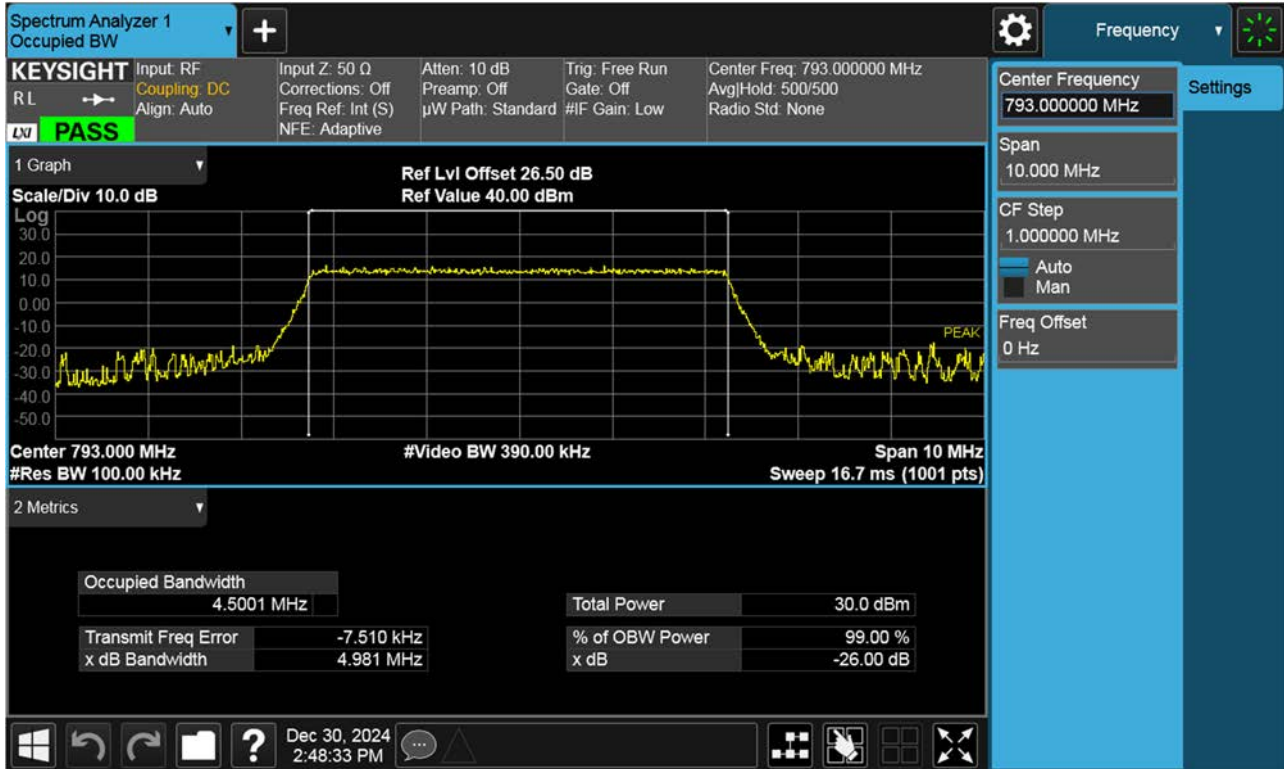 Spectrum Analyzer 1
Occupied BW
+
Frequency
KEYSIGHT
RL
LXI
PASS
Input: RF
Coupling: DC
Align: Auto
Input Z: 50 Ω
Corrections: Off
Freq Ref: Int (S)
NFE: Adaptive
Atten: 10 dB
Preamp: Off
µW Path: Standard
Trig: Free Run
Gate: Off
#IF Gain: Low
Center Freq: 793.000000 MHz
Avg|Hold: 500/500
Radio Std: None
Center Frequency
793.000000 MHz
Settings
Span
10.000 MHz
CF Step
1.000000 MHz
Auto
Man
Freq Offset
0 Hz
1 Graph
Ref Lvl Offset 26.50 dB
Scale/Div 10.0 dB
Ref Value 40.00 dBm
Log
30.0
20.0
10.0
0.00
-10.0
-20.0
-30.0
-40.0
-50.0
PEAK
Center 793.000 MHz
#Video BW 390.00 kHz
Span 10 MHz
#Res BW 100.00 kHz
Sweep 16.7 ms (1001 pts)
2 Metrics
Occupied Bandwidth
4.5001 MHz
Total Power 30.0 dBm
Transmit Freq Error -7.510 kHz
% of OBW Power 99.00 %
x dB Bandwidth 4.981 MHz
x dB -26.00 dB
?
Dec 30, 2024
2:48:33 PM